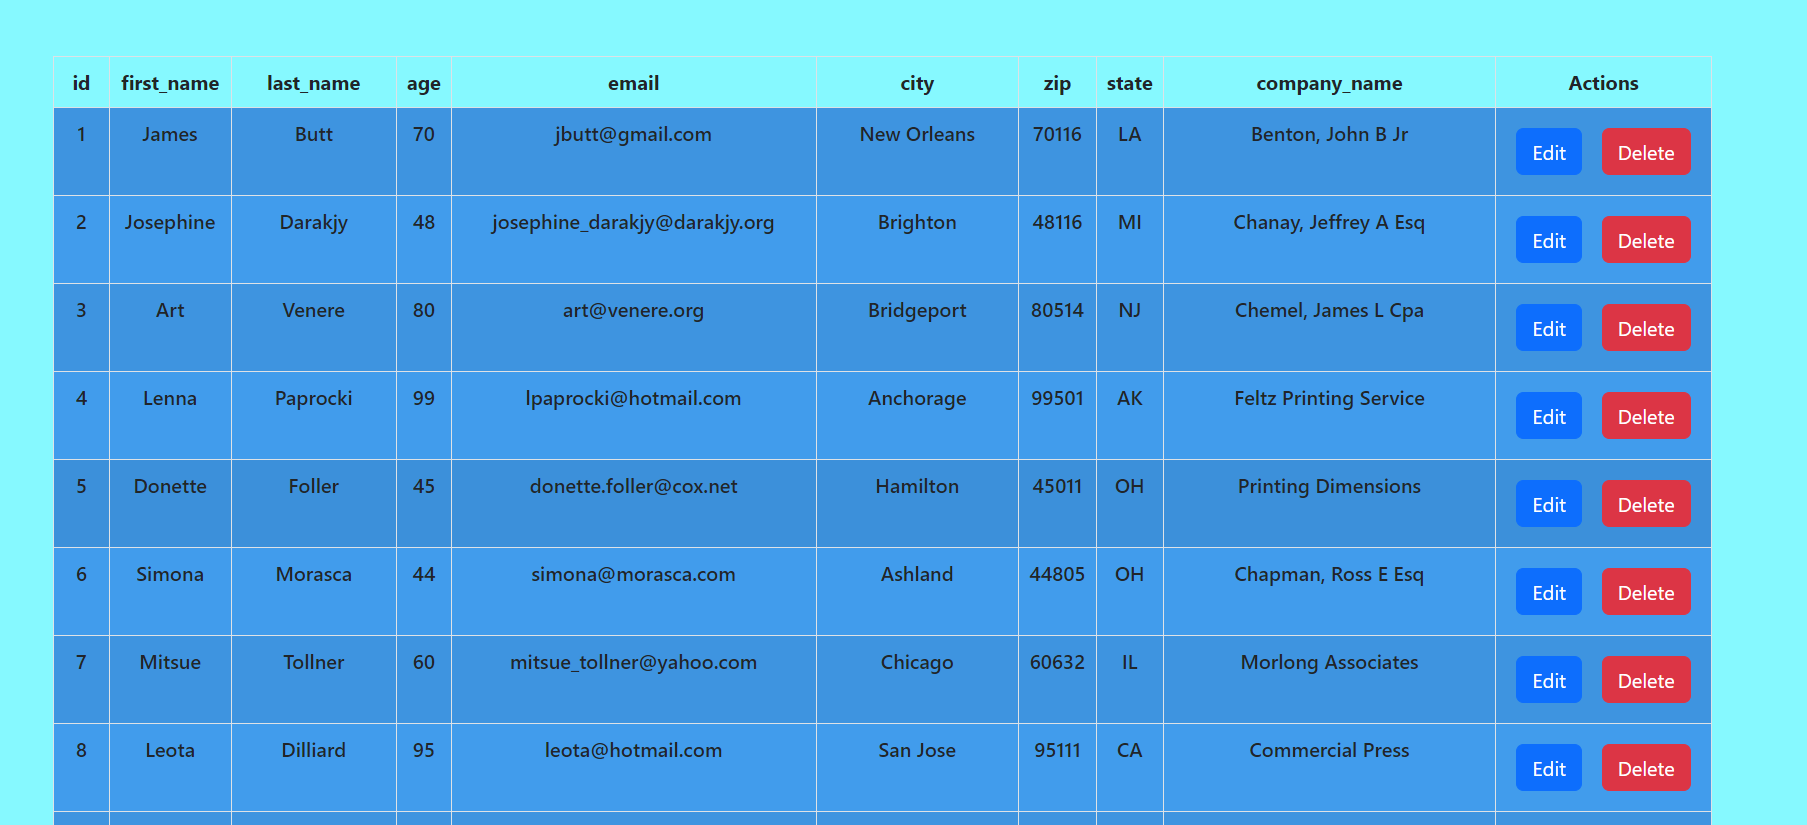 id first_name last_name age email city zip state company_name Actions
1 James Butt 70 jbutt@gmail.com New Orleans 70116 LA Benton, John B Jr Edit Delete
2 Josephine Darakjy 48 josephine_darakjy@darakjy.org Brighton 48116 MI Chanay, Jeffrey A Esq Edit Delete
3 Art Venere 80 art@venere.org Bridgeport 80514 NJ Chemel, James L Cpa Edit Delete
4 Lenna Paprocki 99 lpaprocki@hotmail.com Anchorage 99501 AK Feltz Printing Service Edit Delete
5 Donette Foller 45 donette.foller@cox.net Hamilton 45011 OH Printing Dimensions Edit Delete
6 Simona Morasca 44 simona@morasca.com Ashland 44805 OH Chapman, Ross E Esq Edit Delete
7 Mitsue Tollner 60 mitsue_tollner@yahoo.com Chicago 60632 IL Morlong Associates Edit Delete
8 Leota Dilliard 95 leota@hotmail.com San Jose 95111 CA Commercial Press Edit Delete